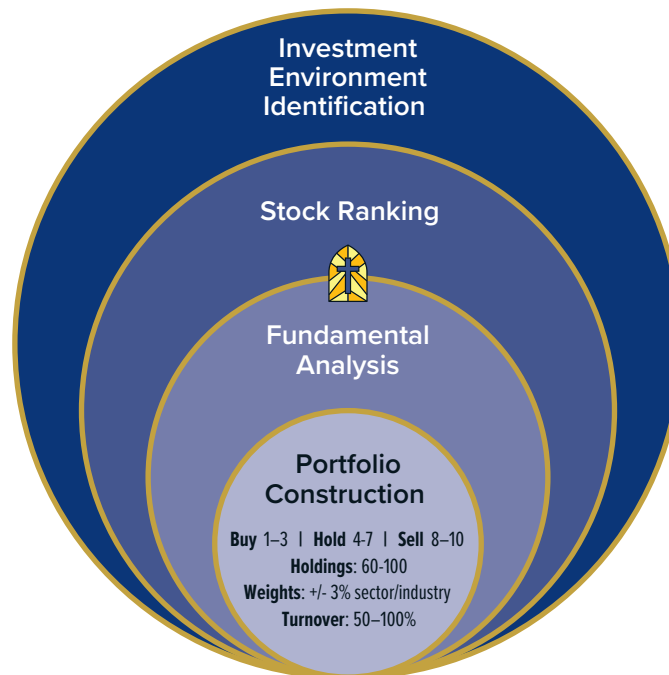 Investment
Environment
Identification
Stock Ranking
Fundamental
Analysis
Portfolio
Construction
Buy 1–3 | Hold 4-7 | Sell 8–10
Holdings: 60-100
Weights: +/- 3% sector/industry
Turnover: 50–100%